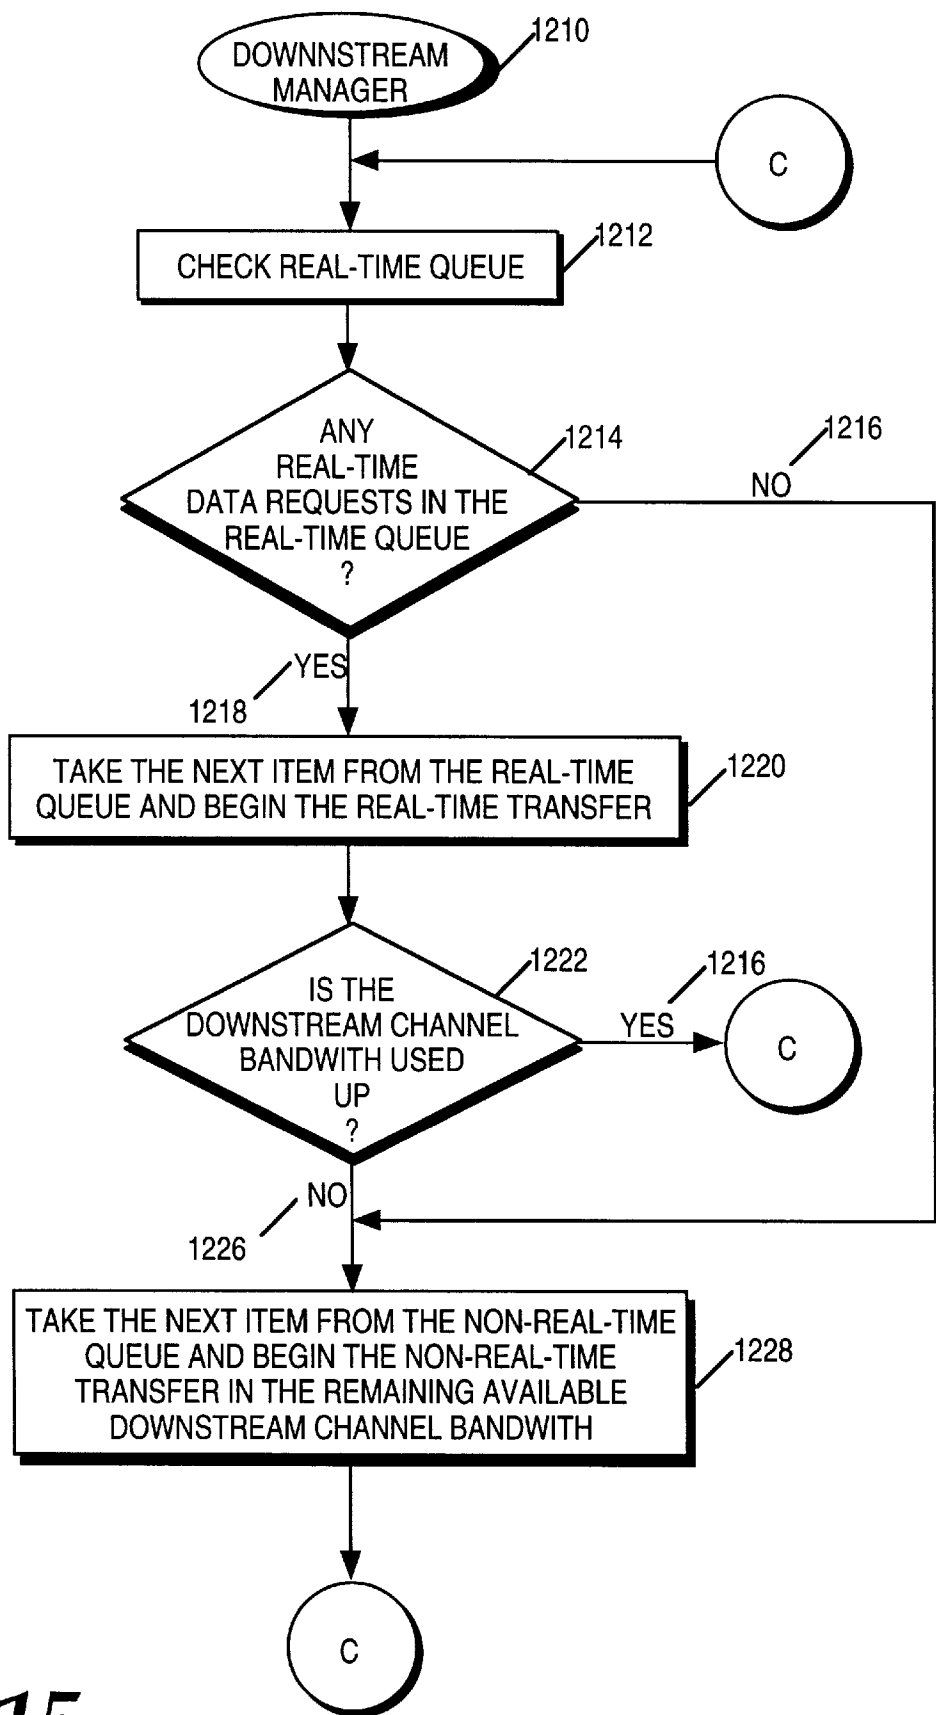 DOWNNSTREAM
MANAGER
1210
C
CHECK REAL-TIME QUEUE
1212
ANY
REAL-TIME
DATA REQUESTS IN THE
REAL-TIME QUEUE
?
1214
1216
NO
YES
1218
TAKE THE NEXT ITEM FROM THE REAL-TIME
QUEUE AND BEGIN THE REAL-TIME TRANSFER
1220
IS THE
DOWNSTREAM CHANNEL
BANDWITH USED
UP
?
1222
1216
YES
C
NO
1226
TAKE THE NEXT ITEM FROM THE NON-REAL-TIME
QUEUE AND BEGIN THE NON-REAL-TIME
TRANSFER IN THE REMAINING AVAILABLE
DOWNSTREAM CHANNEL BANDWITH
1228
C